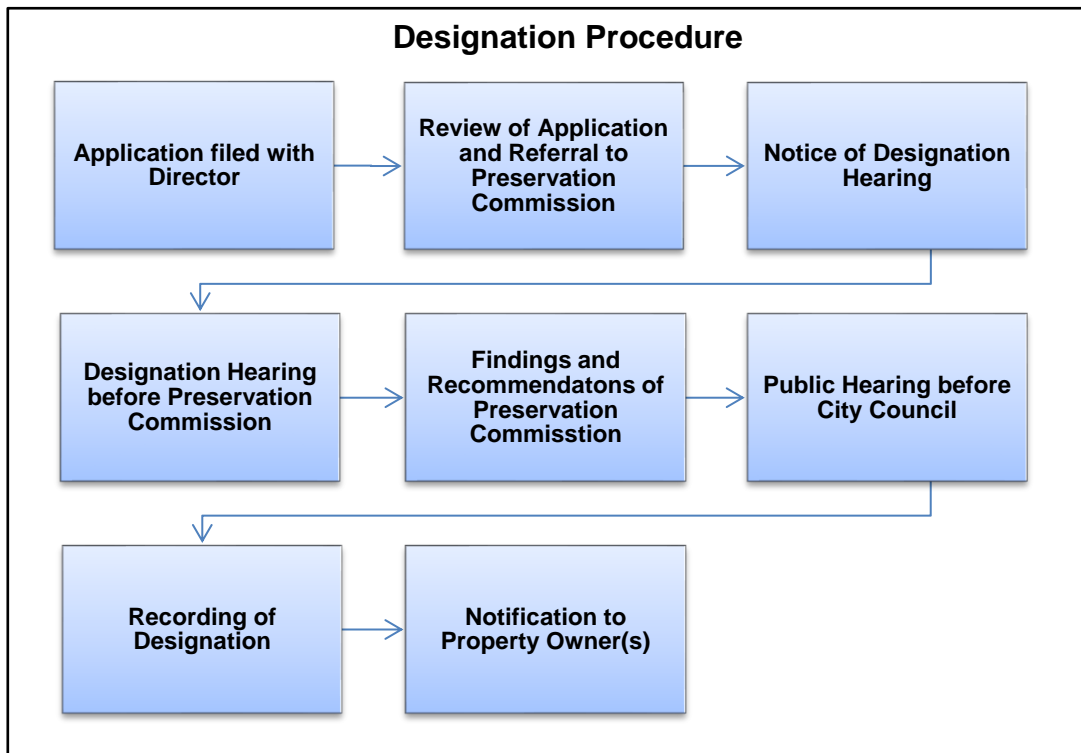 Designation Procedure
Application filed with
Director
Review of Application
and Referral to
Preservation
Commission
Notice of Designation
Hearing
Designation Hearing
before Preservation
Commission
Findings and
Recommendatons of
Preservation
Commisstion
Public Hearing before
City Council
Recording of
Designation
Notification to
Property Owner(s)